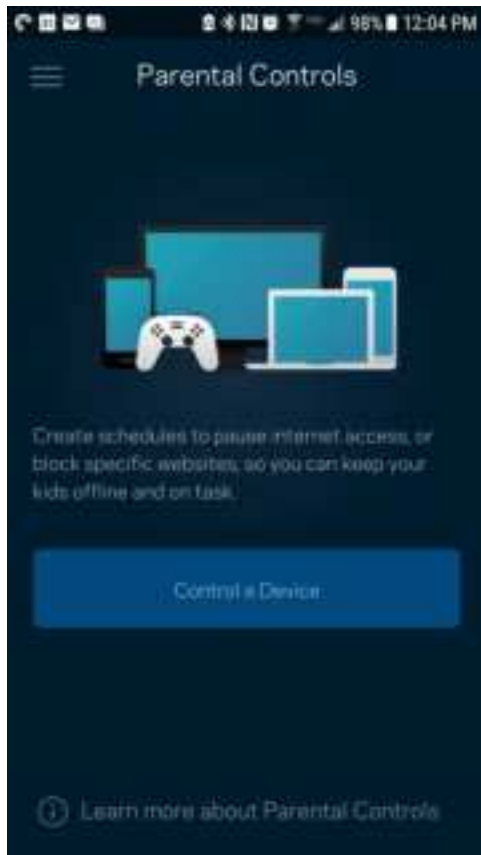 98% 12:04 PM
Parental Controls
Create schedules to pause internet access, or
block specific websites, so you can keep your
kids offline and on task.
Control a Device
Learn more about Parental Controls